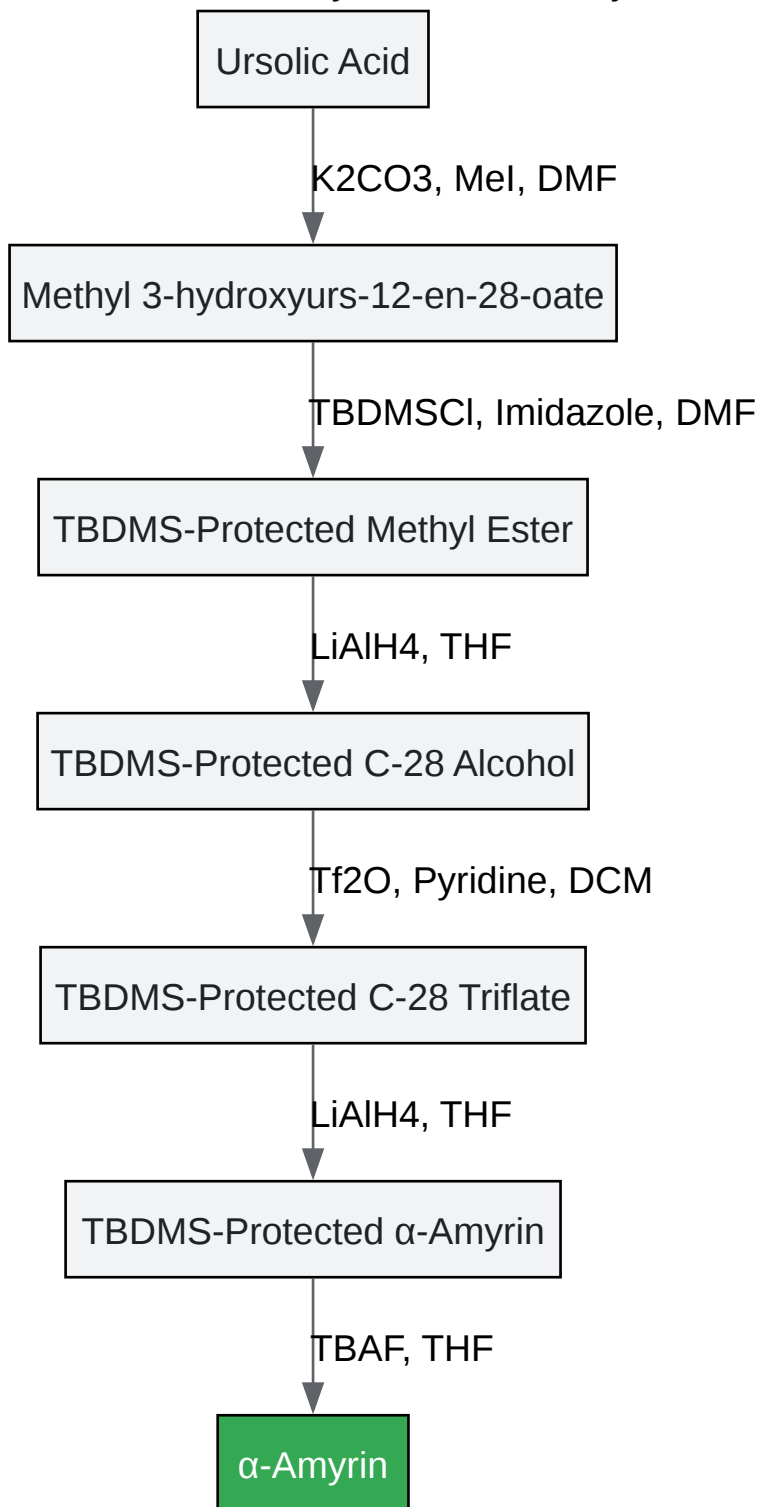 Ursolic Acid
K2CO3, MeI, DMF
Methyl 3-hydroxyurs-12-en-28-oate
TBDMSCl, Imidazole, DMF
TBDMS-Protected Methyl Ester
LiAlH4, THF
TBDMS-Protected C-28 Alcohol
Tf2O, Pyridine, DCM
TBDMS-Protected C-28 Triflate
LiAlH4, THF
TBDMS-Protected α-Amyrin
TBAF, THF
α-Amyrin